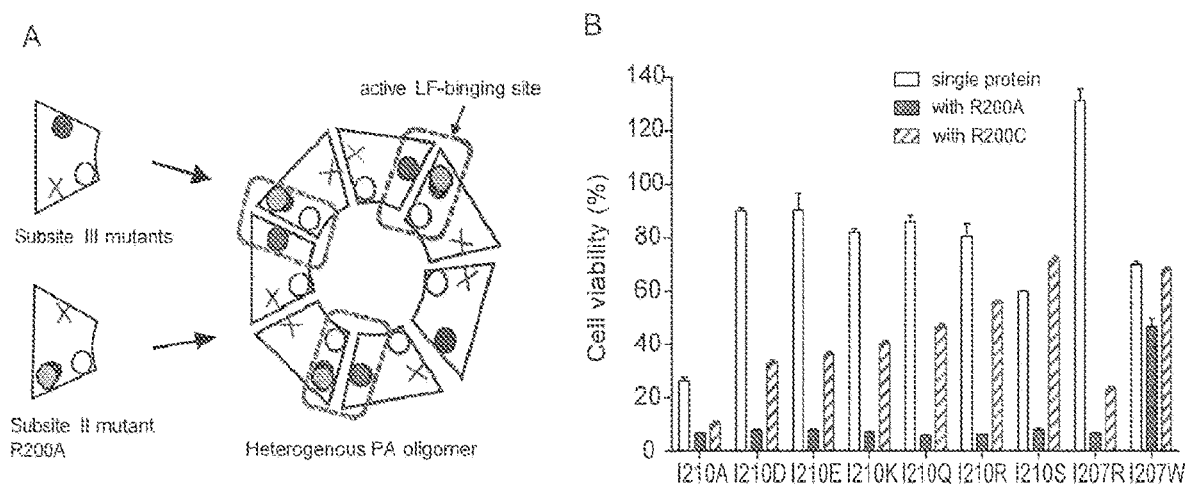 A
active LF-binging site
Subsite III mutants
Subsite II mutant
R200A
Heterogenous PA oligomer
B
single protein
with R200A
with R200C
Cell viability (%)
140
120
100
80
60
40
20
0
I210A I210D I210E I210K I210Q I210R I210S I207R I207W